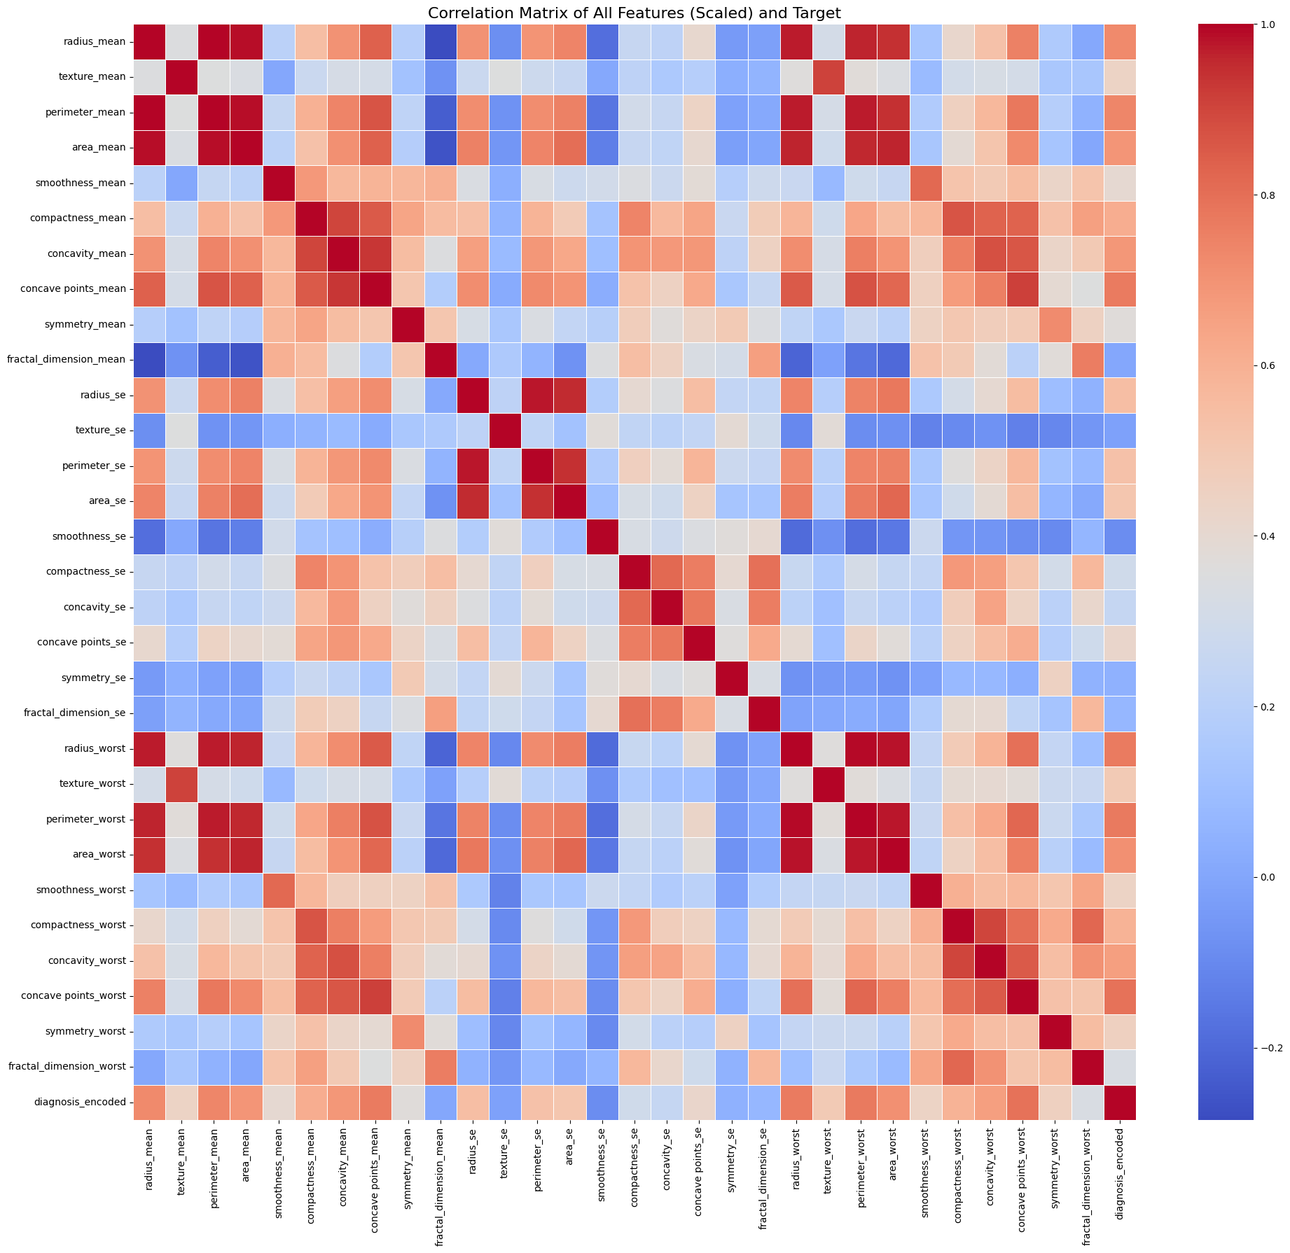 Correlation Matrix of All Features (Scaled) and Target
radius_mean
texture_mean
perimeter_mean
area_mean
smoothness_mean
compactness_mean
concavity_mean
concave points_mean
symmetry_mean
fractal_dimension_mean
radius_se
texture_se
perimeter_se
area_se
smoothness_se
compactness_se
concavity_se
concave points_se
symmetry_se
fractal_dimension_se
radius_worst
texture_worst
perimeter_worst
area_worst
smoothness_worst
compactness_worst
concavity_worst
concave points_worst
symmetry_worst
fractal_dimension_worst
diagnosis_encoded
radius_mean
texture_mean
perimeter_mean
area_mean
smoothness_mean
compactness_mean
concavity_mean
concave points_mean
symmetry_mean
fractal_dimension_mean
radius_se
texture_se
perimeter_se
area_se
smoothness_se
compactness_se
concavity_se
concave points_se
symmetry_se
fractal_dimension_se
radius_worst
texture_worst
perimeter_worst
area_worst
smoothness_worst
compactness_worst
concavity_worst
concave points_worst
symmetry_worst
fractal_dimension_worst
diagnosis_encoded
1.0
0.8
0.6
0.4
0.2
0.0
−0.2